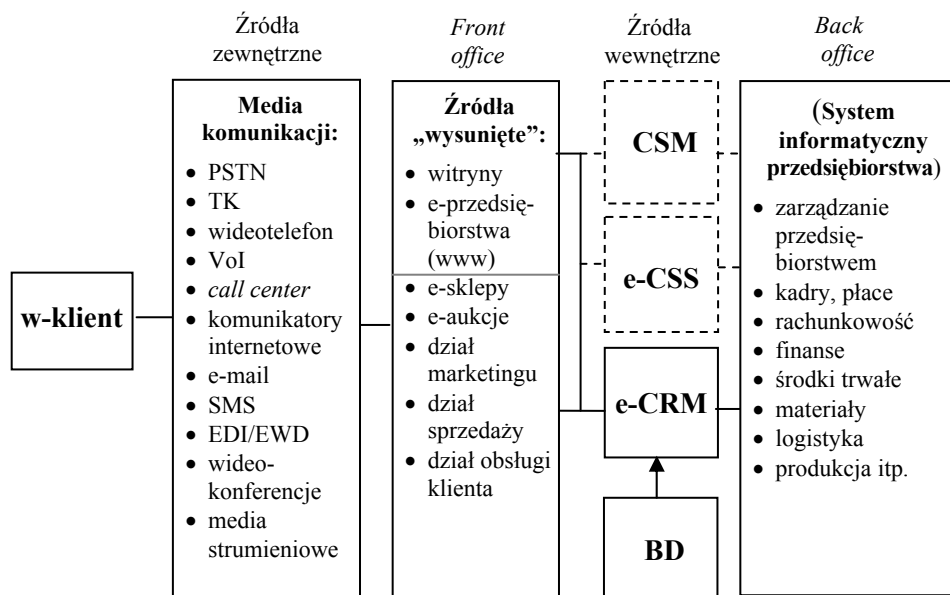 Źródła
zewnętrzne
Front
office
Źródła
wewnętrzne
Back
office
w-klient
Media
komunikacji:
• PSTN
• TK
• wideotelefon
• VoI
• call center
• komunikatory
internetowe
• e-mail
• SMS
• EDI/EWD
• wideo-
konferencje
• media
strumieniowe
Źródła
„wysunięte”:
• witryny
• e-przedsię-
biorstwa
(www)
• e-sklepy
• e-aukcje
• dział
marketingu
• dział
sprzedaży
• dział obsługi
klienta
CSM
e-CSS
e-CRM
BD
(System
informatyczny
przedsiębiorstwa)
• zarządzanie
przedsię-
biorstwem
• kadry, płace
• rachunkowość
• finanse
• środki trwałe
• materiały
• logistyka
• produkcja itp.